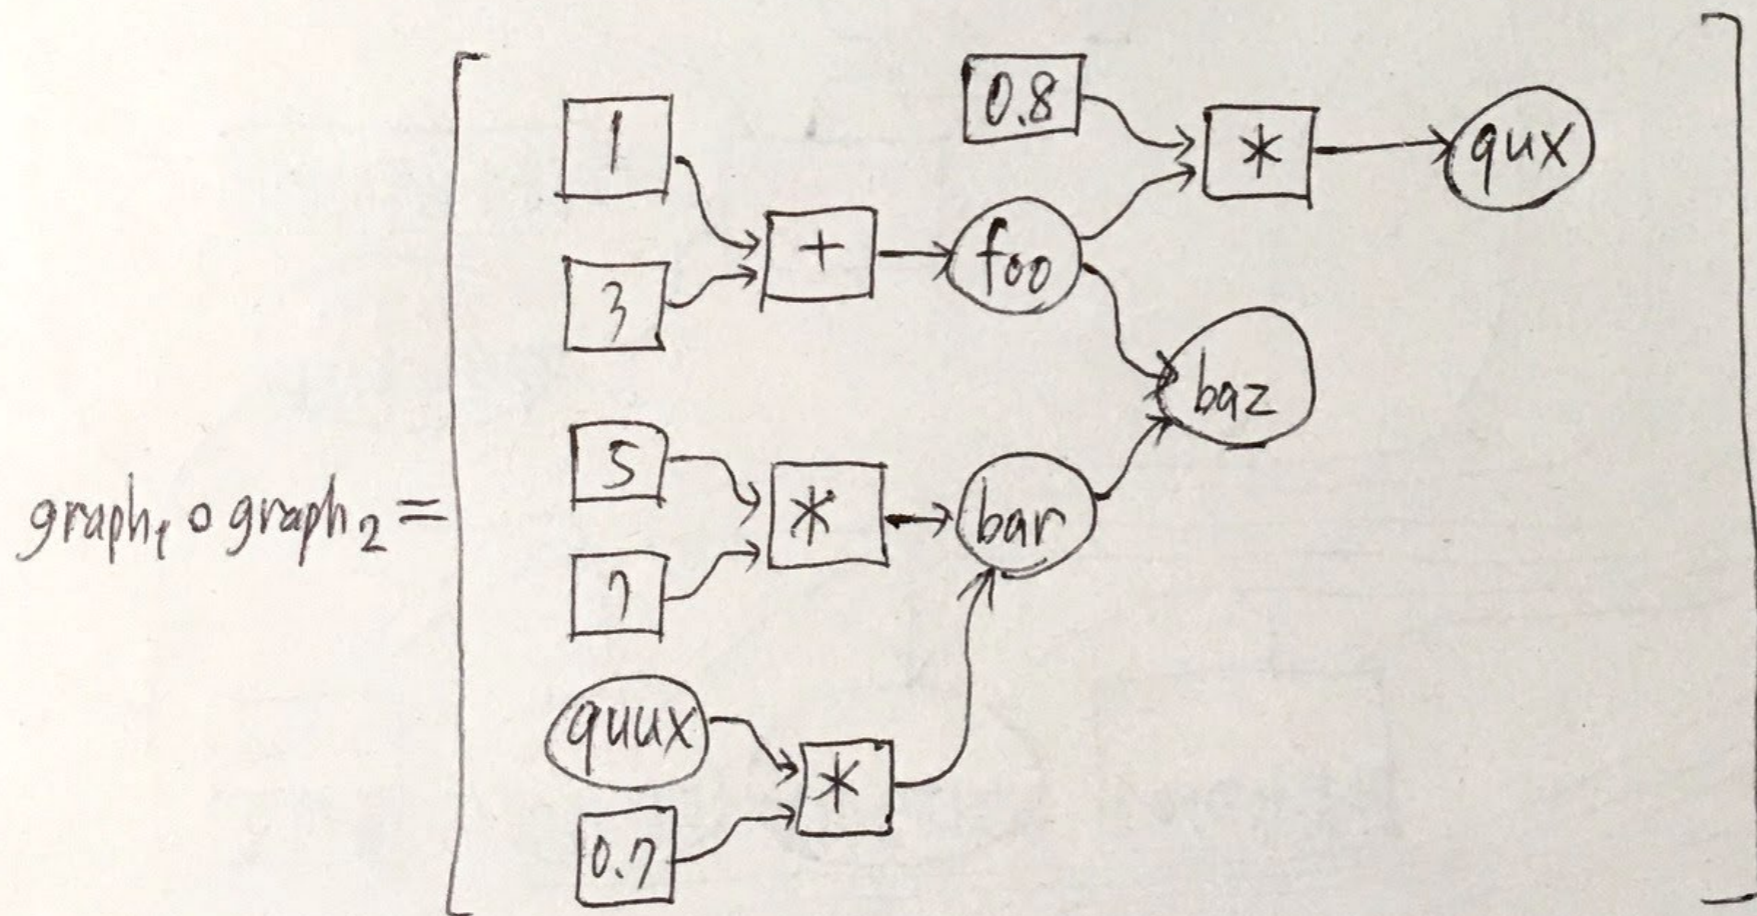 0.8
1
*
qux
+
foo
3
baz
5
graph₁ ∘ graph₂ =
*
bar
7
quux
*
0.7